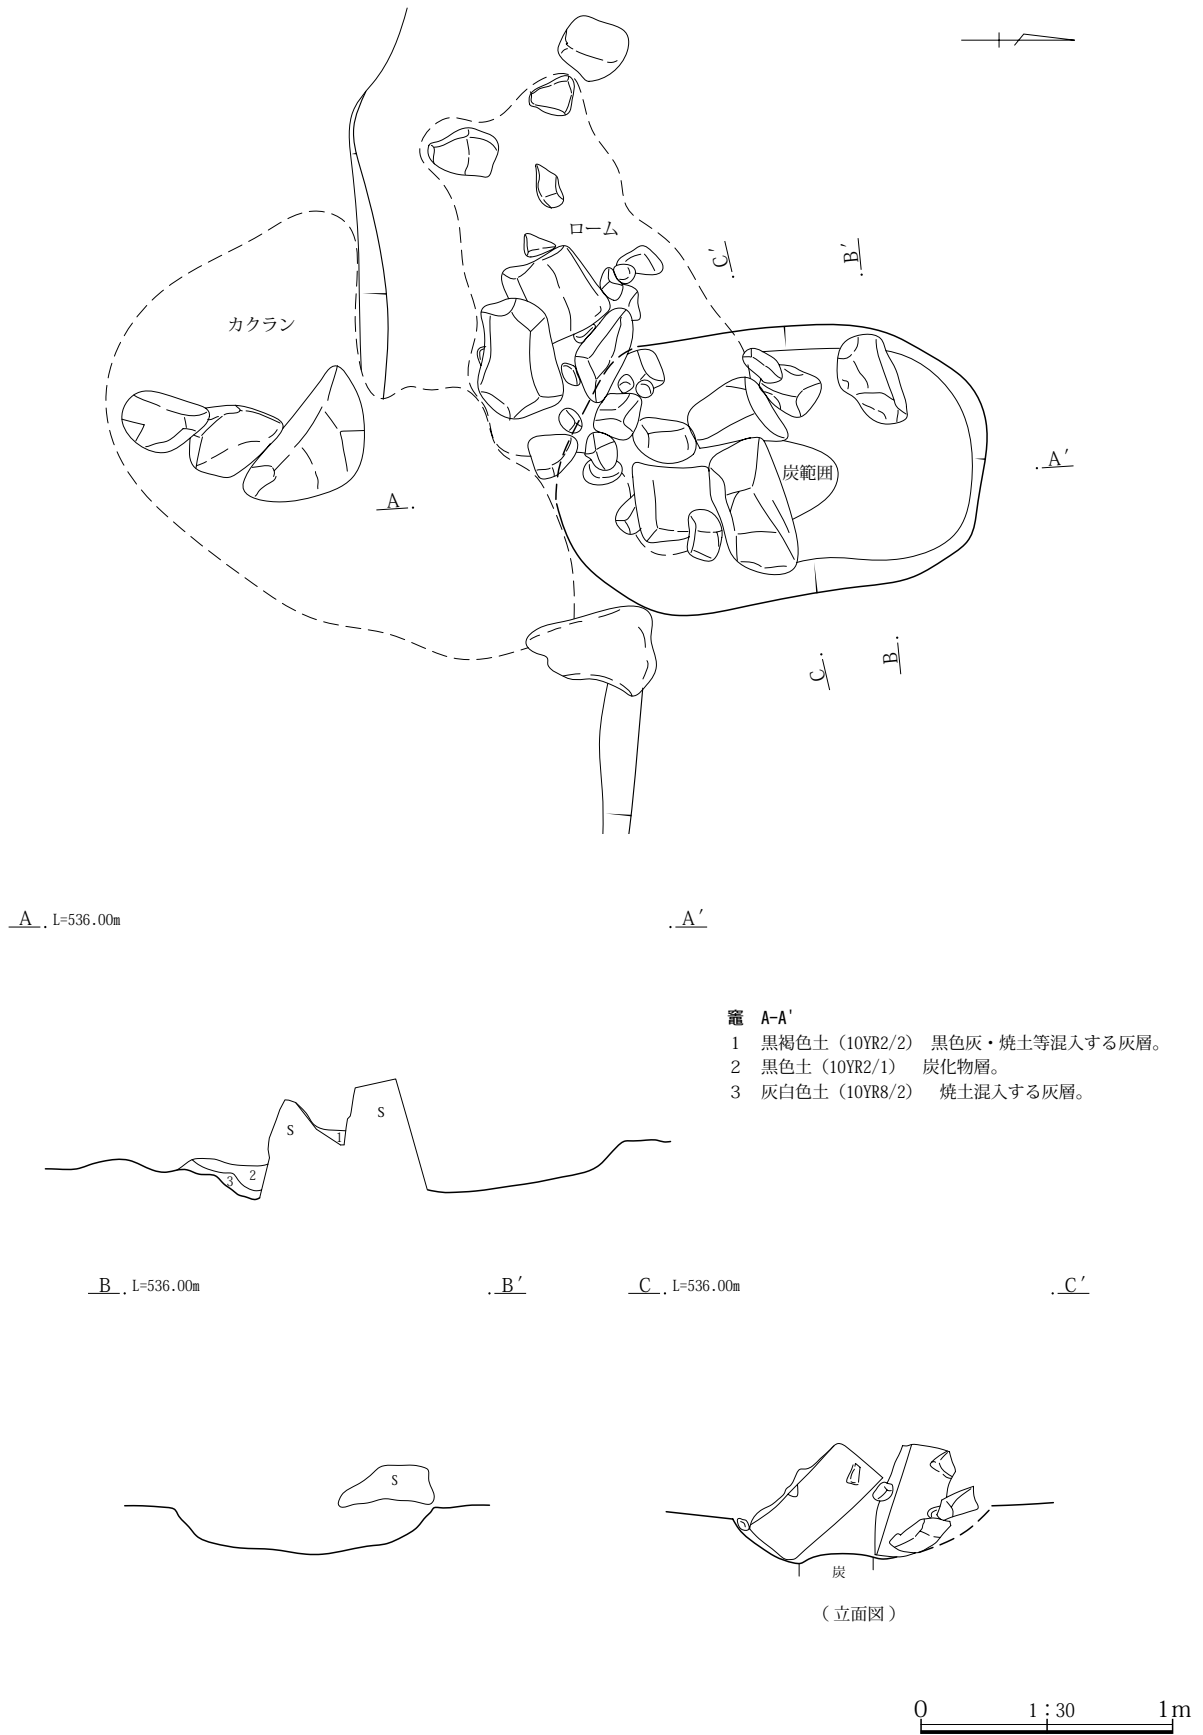 ローム
C′
B′
カクラン
炭範囲
A′
A
C
B
A L=536.00m A′
竈 A-A'
1 黒褐色土（10YR2/2） 黒色灰・焼土等混入する灰層。
2 黒色土（10YR2/1） 炭化物層。
3 灰白色土（10YR8/2） 焼土混入する灰層。
S
S
1
2
3
B L=536.00m B′
C L=536.00m C′
S
炭
（立面図）
0 1：30 1m